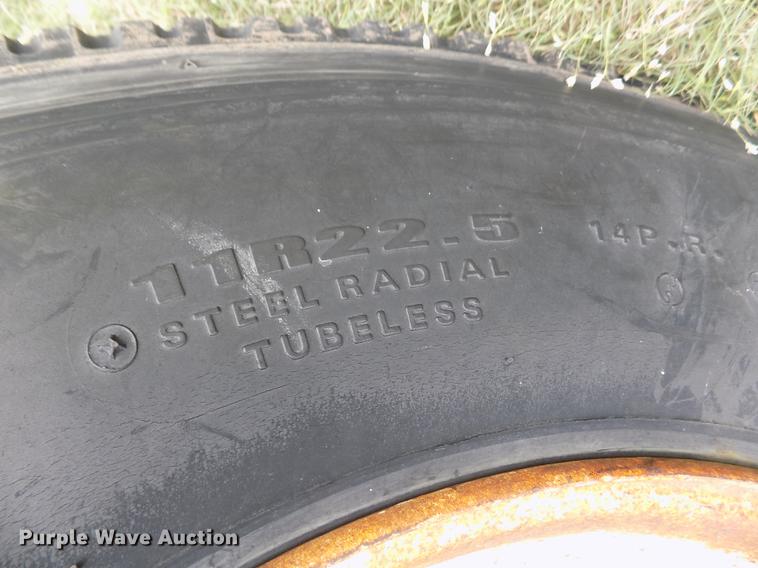 A
11R22.5
14P.R.
STEEL RADIAL
TUBELESS
H
Purple Wave Auction